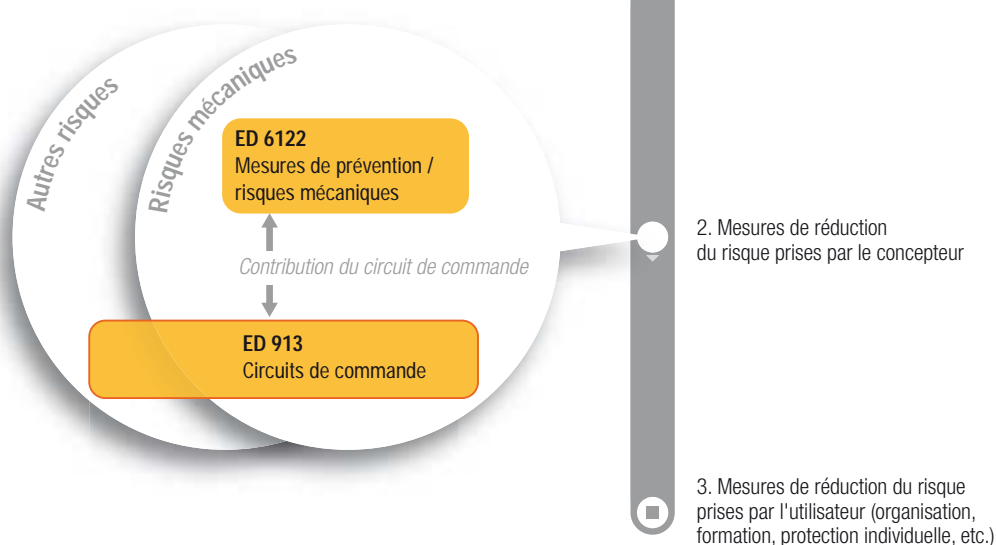 Autres risques
Risques mécaniques
ED 6122
Mesures de prévention /
risques mécaniques
Contribution du circuit de commande
ED 913
Circuits de commande
2. Mesures de réduction
du risque prises par le concepteur
3. Mesures de réduction du risque
prises par l'utilisateur (organisation,
formation, protection individuelle, etc.)